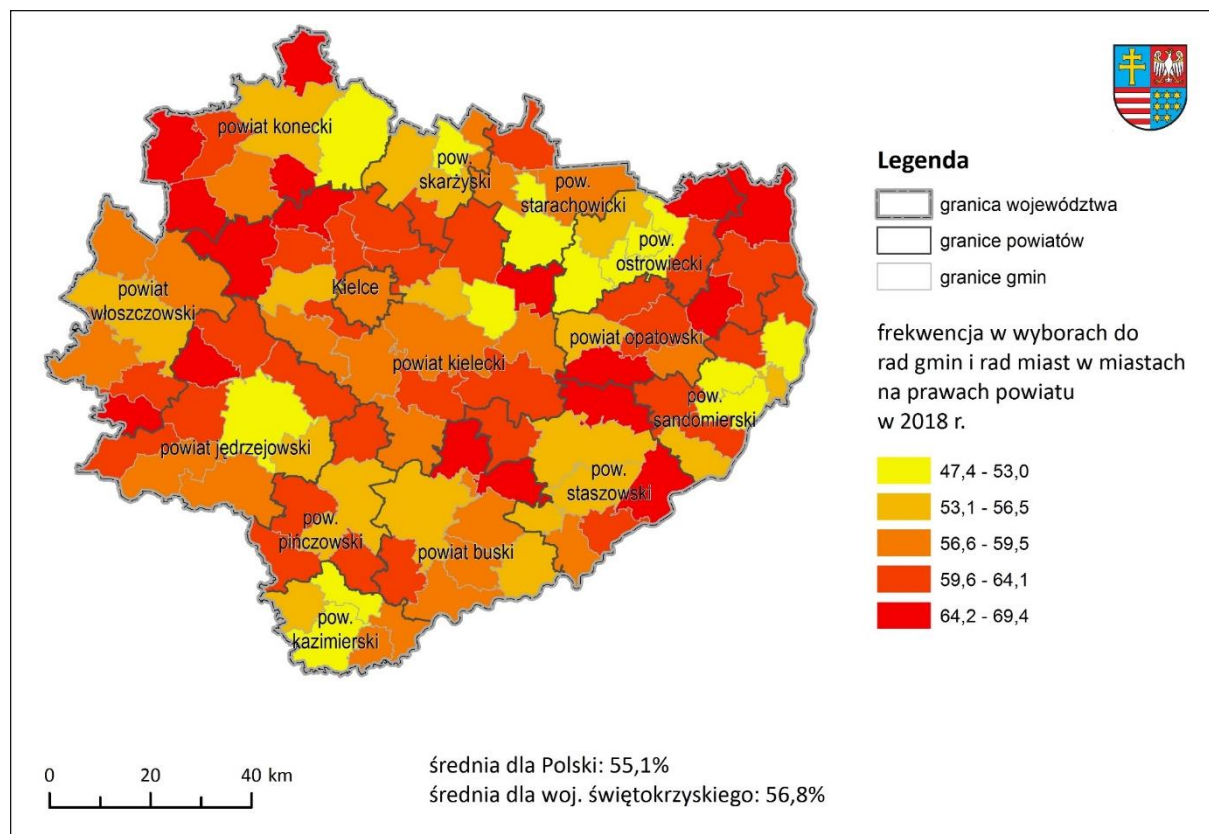 powiat konecki
pow.
skarżyski
pow.
starachowicki
pow.
ostrowiecki
powiat
włoszczowski
Kielce
powiat kielecki
powiat opatowski
pow.
sandomierski
powiat jędrzejowski
pow.
staszowski
pow.
pińczowski
powiat buski
pow.
kazimierski
Legenda
granica województwa
granice powiatów
granice gmin
frekwencja w wyborach do
rad gmin i rad miast w miastach
na prawach powiatu
w 2018 r.
47,4 - 53,0
53,1 - 56,5
56,6 - 59,5
59,6 - 64,1
64,2 - 69,4
0 20 40 km
średnia dla Polski: 55,1%
średnia dla woj. świętokrzyskiego: 56,8%